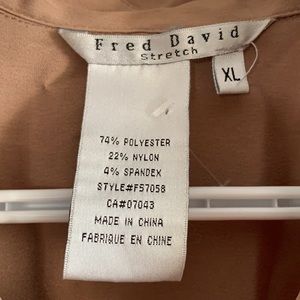 Fred David
Stretch
XL
74% POLYESTER
22% NYLON
4% SPANDEX
STYLE#F57058
CA#07043
MADE IN CHINA
FABRIQUE EN CHINE